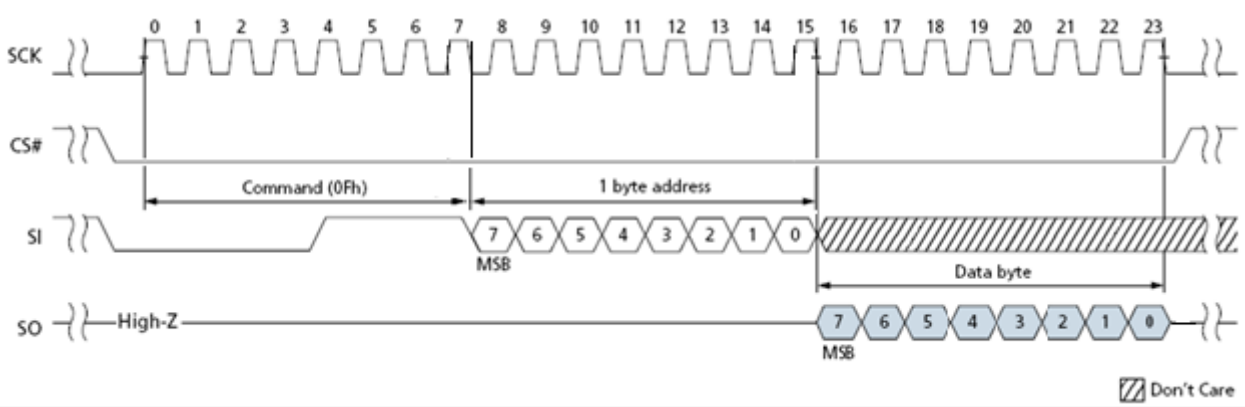 0 1 2 3 4 5 6 7 8 9 10 11 12 13 14 15 16 17 18 19 20 21 22 23
SCK
CS#
Command (0Fh) 1 byte address
SI 7 6 5 4 3 2 1 0
MSB
Data byte
SO High-Z 7 6 5 4 3 2 1 0
MSB
Don't Care